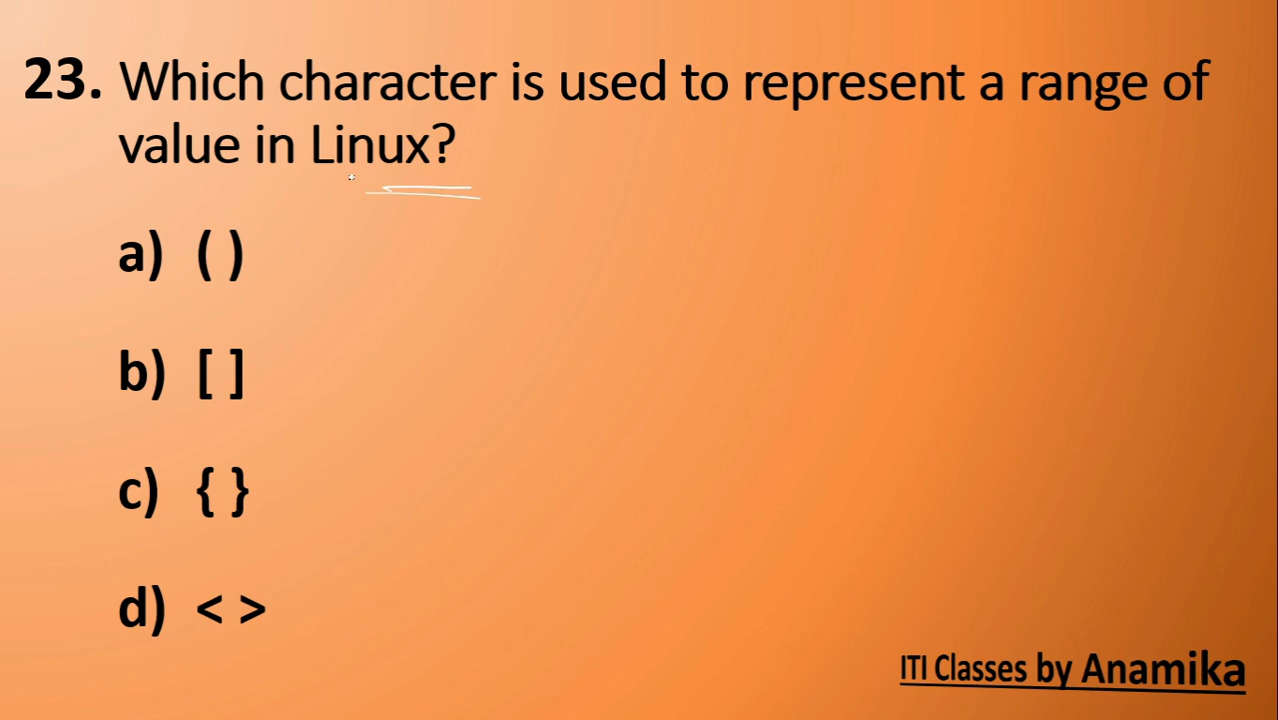 23. Which character is used to represent a range of
value in Linux?
a) ( )
b) [ ]
c) { }
d) < >
ITI Classes by Anamika